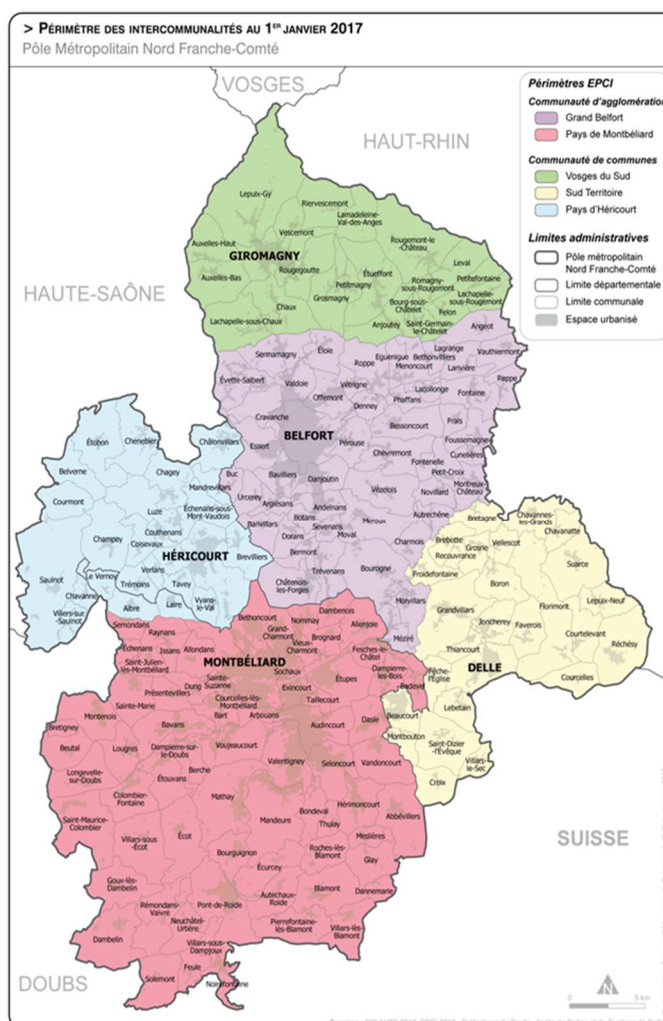 > PÉRIMÈTRE DES INTERCOMMUNALITÉS AU 1ER JANVIER 2017
Pôle Métropolitain Nord Franche-Comté
VOSGES
HAUT-RHIN
HAUTE-SAÔNE
SUISSE
DOUBS
Périmètres EPCI
Communauté d'agglomération
Grand Belfort
Pays de Montbéliard
Communauté de communes
Vosges du Sud
Sud Territoire
Pays d'Héricourt
Limites administratives
Pôle métropolitain
Nord Franche-Comté
Limite départementale
Limite communale
Espace urbanisé
Lepuix-Gy
Riervescemont
Lamadeleine-
Val-des-Anges
Vescemont
Auxelles-Haut
Rougemont-le-
Château
GIROMAGNY
Leval
Rougegoutte
Étueffont
Auxelles-Bas
Petitmagny
Romagny-
sous-Rougemont
Petitefontaine
Grosmagny
Bourg-sous-
Châtelet
Lachapelle-
sous-Rougemont
Chaux
Felon
Lachapelle-sous-Chaux
Anjoutey
Saint-Germain-
le-Châtelet
Angeot
Sermamagny
Éloie
Lagrange
Vauthiermont
Roppe
Eguenigue
Bethonvilliers
Menoncourt
Larivière
Évette-Salbert
Valdoie
Vétrigne
Reppe
Offemont
Lacollonge
Fontaine
Phaffans
Denney
Cravanche
Frais
Bessoncourt
BELFORT
Foussemagne
Essert
Pérouse
Cunelières
Chèvremont
Fontenelle
Petit-Croix
Buc
Bavilliers
Danjoutin
Montreux-
Château
Vézelois
Novillard
Urcerey
Argiésans
Andelnans
Autrechêne
Botans
Meroux
Banvillars
Sevenans
Dorans
Moval
Charmois
Bermont
Trévenans
Bourogne
Châtenois-
les-Forges
Morvillars
Méziré
Étobon
Chenebier
Châlonvillars
Belverne
Chagey
Mandrevillars
Courmont
Luze
Échenans-sous-
Mont-Vaudois
Champey
Couthenans
Coisevaux
HÉRICOURT
Brevilliers
Verlans
Saulnot
Le Vernoy
Trémoins
Tavey
Chavanne
Villers-sur-
Saulnot
Aibre
Laire
Vyans-
le-Val
Bretagne
Chavannes-
les-Grands
Chavanatte
Brebotte
Vellescot
Grosne
Recouvrance
Suarce
Froidefontaine
Boron
Lepuix-Neuf
Grandvillars
Florimont
Joncherey
Faverois
Courtelevant
Réchésy
Thiancourt
DELLE
Courcelles
Fêche-
l'Église
Lebetain
Beaucourt
Montbouton
Saint-Dizier
-l'Évêque
Villars-
le-Sec
Croix
Dambenois
Bethoncourt
Nommay
Allenjoie
Semondans
Grand-
Charmont
Raynans
Vieux-
Charmont
Brognard
Échenans
Issans
Allondans
Fesches-le-
Châtel
MONTBÉLIARD
Saint-Julien-
lès-Montbéliard
Sochaux
Dampierre-
les-Bois
Sainte-
Suzanne
Étupes
Dung
Exincourt
Badevel
Présentevillers
Courcelles-lès-
Montbéliard
Taillecourt
Sainte-Marie
Bart
Arbouans
Montenois
Dasle
Bretigney
Bavans
Audincourt
Beutal
Lougres
Dampierre-sur-
le-Doubs
Voujeaucourt
Valentigney
Seloncourt
Vandoncourt
Longevelle-
sur-Doubs
Berche
Étouvans
Colombier-
Fontaine
Mathay
Hérimoncourt
Bondeval
Abbévillers
Saint-Maurice-
Colombier
Mandeure
Thulay
Meslières
Villars-sous
-Écot
Écot
Roches-lès-
Blamont
Bourguignon
Glay
Écurcey
Goux-lès-
Dambelin
Blamont
Autechaux-
Roide
Dannemarie
Rémondans-
Vaivre
Pont-de-Roide
Neuchâtel-
Urtière
Pierrefontaine-
lès-Blamont
Villars-lès-
Blamont
Dambelin
Villars-sous-
Dampjoux
Feule
Solemont
Noirefontaine
N
0
5 km